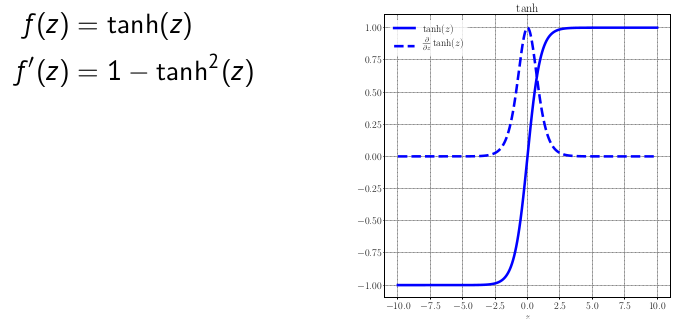 f(z) = tanh(z)
f′(z) = 1 − tanh²(z)
tanh
tanh(z)
∂/∂z tanh(z)
1.00
0.75
0.50
0.25
0.00
−0.25
−0.50
−0.75
−1.00
−10.0 −7.5 −5.0 −2.5 0.0 2.5 5.0 7.5 10.0
z